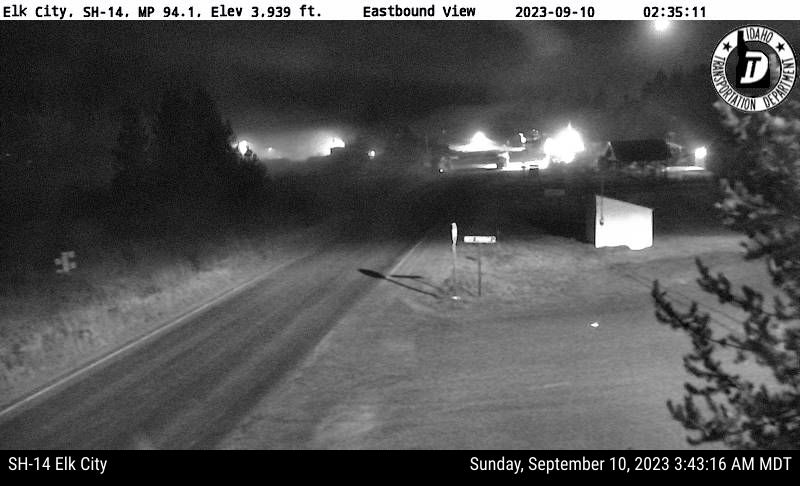 Elk City, SH-14, MP 94.1, Elev 3,939 ft. Eastbound View 2023-09-10 02:35:11
IDAHO
TRANSPORTATION DEPARTMENT
SH-14 Elk City Sunday, September 10, 2023 3:43:16 AM MDT